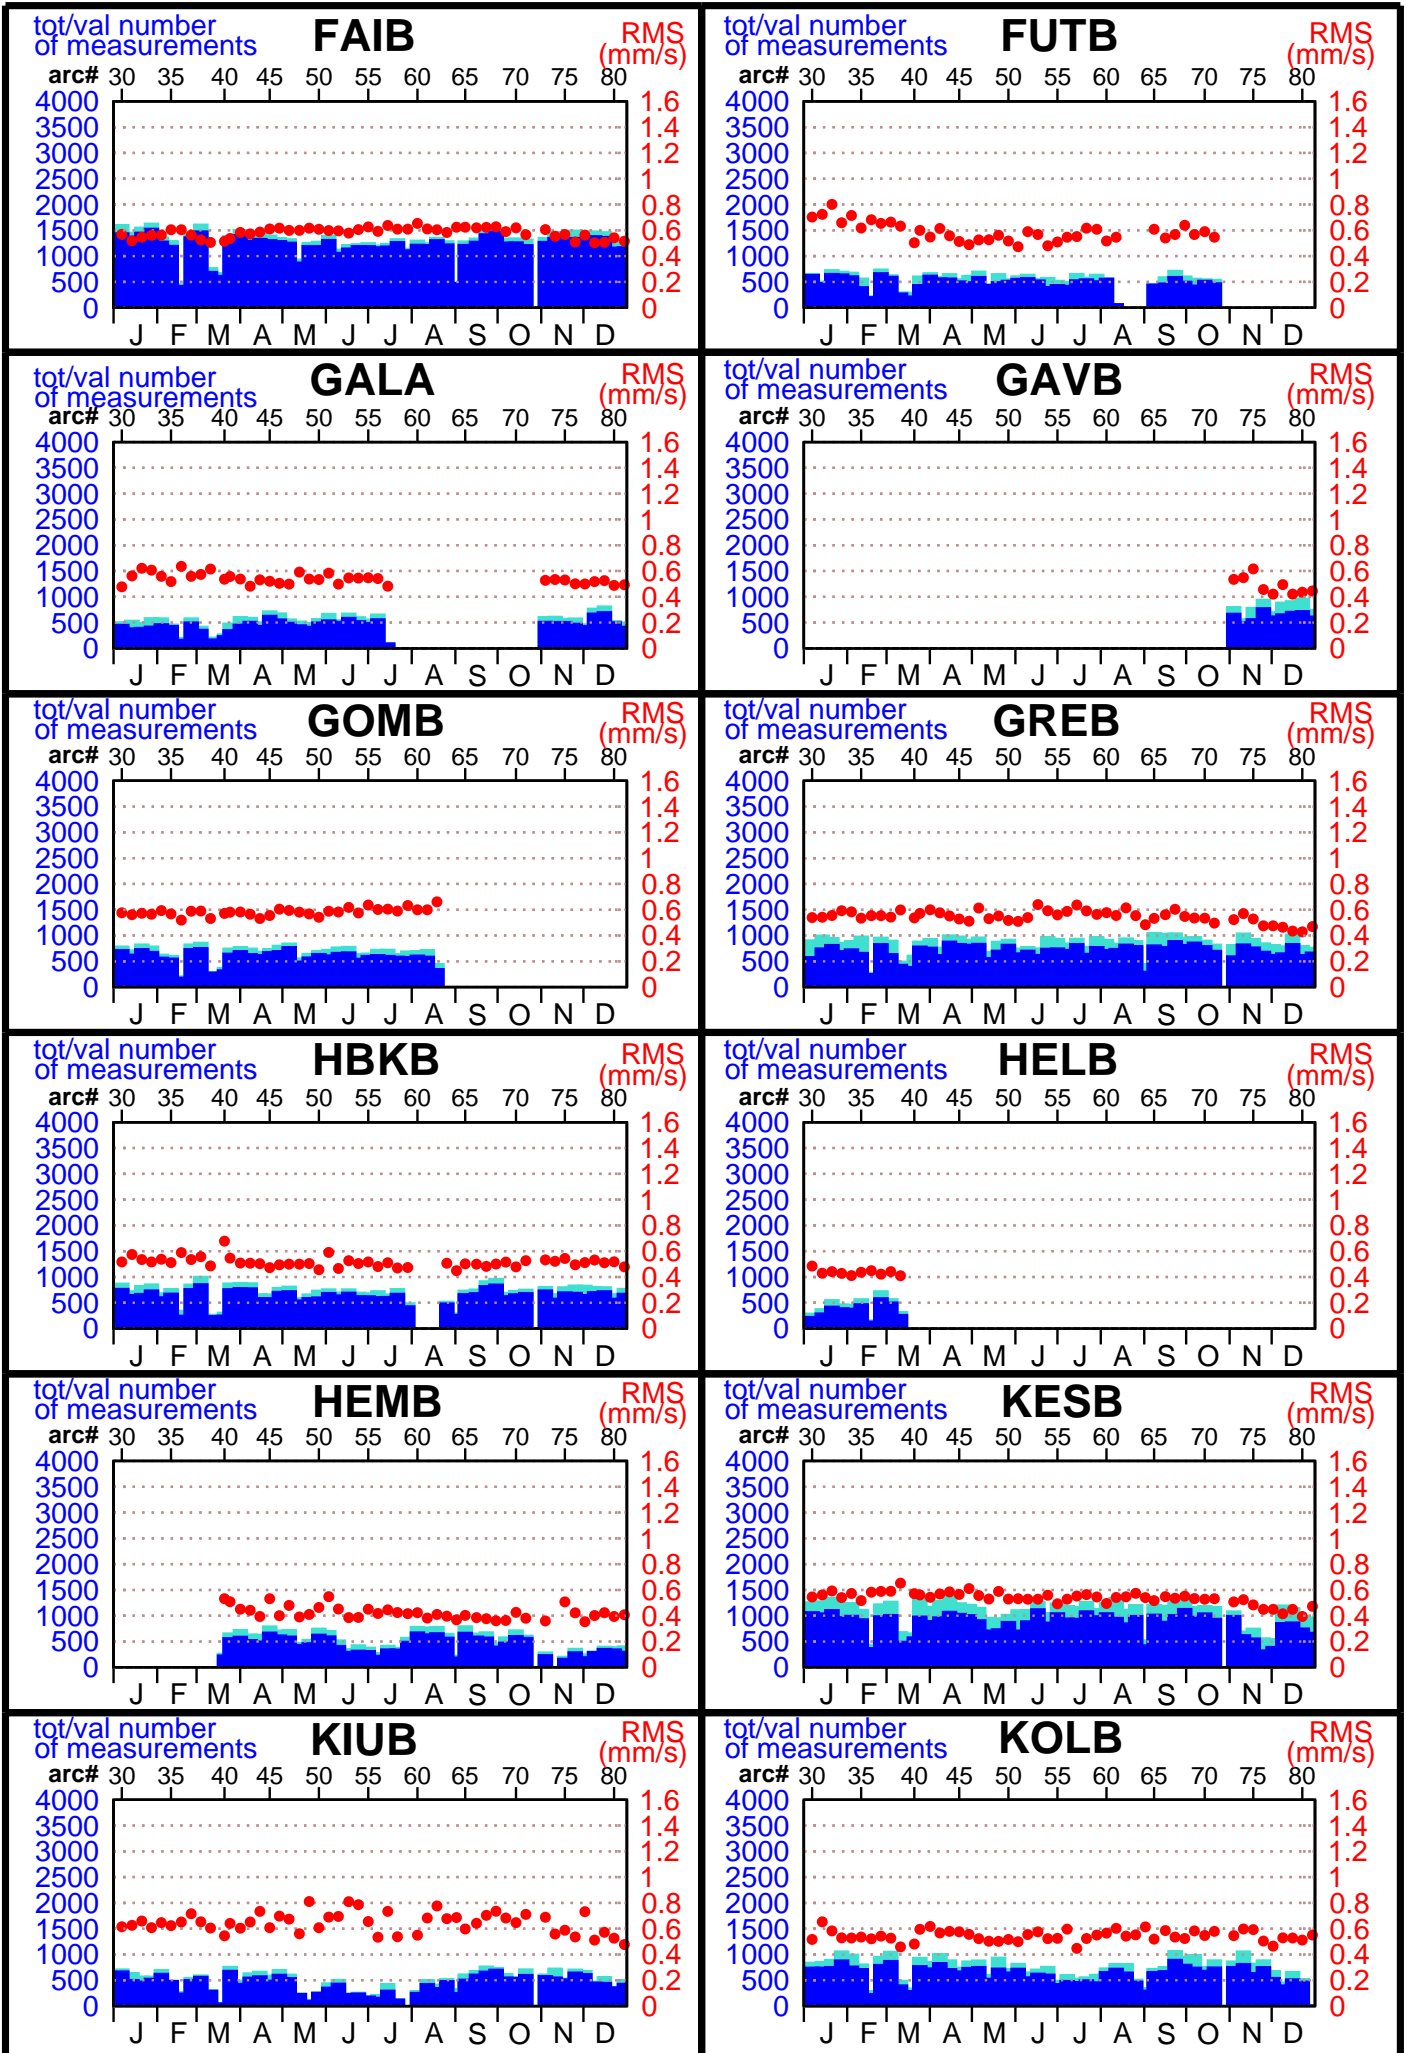 tot/val number
of measurements
FAIB
RMS
(mm/s)
arc# 30 35 40 45 50 55 60 65 70 75 80
4000 1.6
3500 1.4
3000 1.2
2500 1
2000 0.8
1500 0.6
1000 0.4
500 0.2
0 0
J F M A M J J A S O N D
tot/val number
of measurements
FUTB
RMS
(mm/s)
arc# 30 35 40 45 50 55 60 65 70 75 80
4000 1.6
3500 1.4
3000 1.2
2500 1
2000 0.8
1500 0.6
1000 0.4
500 0.2
0 0
J F M A M J J A S O N D
tot/val number
of measurements
GALA
RMS
(mm/s)
arc# 30 35 40 45 50 55 60 65 70 75 80
4000 1.6
3500 1.4
3000 1.2
2500 1
2000 0.8
1500 0.6
1000 0.4
500 0.2
0 0
J F M A M J J A S O N D
tot/val number
of measurements
GAVB
RMS
(mm/s)
arc# 30 35 40 45 50 55 60 65 70 75 80
4000 1.6
3500 1.4
3000 1.2
2500 1
2000 0.8
1500 0.6
1000 0.4
500 0.2
0 0
J F M A M J J A S O N D
tot/val number
of measurements
GOMB
RMS
(mm/s)
arc# 30 35 40 45 50 55 60 65 70 75 80
4000 1.6
3500 1.4
3000 1.2
2500 1
2000 0.8
1500 0.6
1000 0.4
500 0.2
0 0
J F M A M J J A S O N D
tot/val number
of measurements
GREB
RMS
(mm/s)
arc# 30 35 40 45 50 55 60 65 70 75 80
4000 1.6
3500 1.4
3000 1.2
2500 1
2000 0.8
1500 0.6
1000 0.4
500 0.2
0 0
J F M A M J J A S O N D
tot/val number
of measurements
HBKB
RMS
(mm/s)
arc# 30 35 40 45 50 55 60 65 70 75 80
4000 1.6
3500 1.4
3000 1.2
2500 1
2000 0.8
1500 0.6
1000 0.4
500 0.2
0 0
J F M A M J J A S O N D
tot/val number
of measurements
HELB
RMS
(mm/s)
arc# 30 35 40 45 50 55 60 65 70 75 80
4000 1.6
3500 1.4
3000 1.2
2500 1
2000 0.8
1500 0.6
1000 0.4
500 0.2
0 0
J F M A M J J A S O N D
tot/val number
of measurements
HEMB
RMS
(mm/s)
arc# 30 35 40 45 50 55 60 65 70 75 80
4000 1.6
3500 1.4
3000 1.2
2500 1
2000 0.8
1500 0.6
1000 0.4
500 0.2
0 0
J F M A M J J A S O N D
tot/val number
of measurements
KESB
RMS
(mm/s)
arc# 30 35 40 45 50 55 60 65 70 75 80
4000 1.6
3500 1.4
3000 1.2
2500 1
2000 0.8
1500 0.6
1000 0.4
500 0.2
0 0
J F M A M J J A S O N D
tot/val number
of measurements
KIUB
RMS
(mm/s)
arc# 30 35 40 45 50 55 60 65 70 75 80
4000 1.6
3500 1.4
3000 1.2
2500 1
2000 0.8
1500 0.6
1000 0.4
500 0.2
0 0
J F M A M J J A S O N D
tot/val number
of measurements
KOLB
RMS
(mm/s)
arc# 30 35 40 45 50 55 60 65 70 75 80
4000 1.6
3500 1.4
3000 1.2
2500 1
2000 0.8
1500 0.6
1000 0.4
500 0.2
0 0
J F M A M J J A S O N D